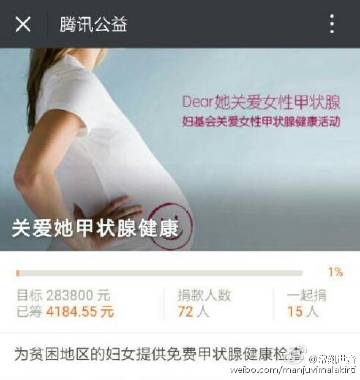 腾讯公益
Dear她关爱女性甲状腺
妇基会关爱女性甲状腺健康活动
关爱她甲状腺健康
1%
目标 283800 元
捐款人数
一起捐
已筹 4184.55 元
72 人
15 人
为贫困地区的妇女提供免费甲状腺健康检查
weibo.com/manjuvimalakirti